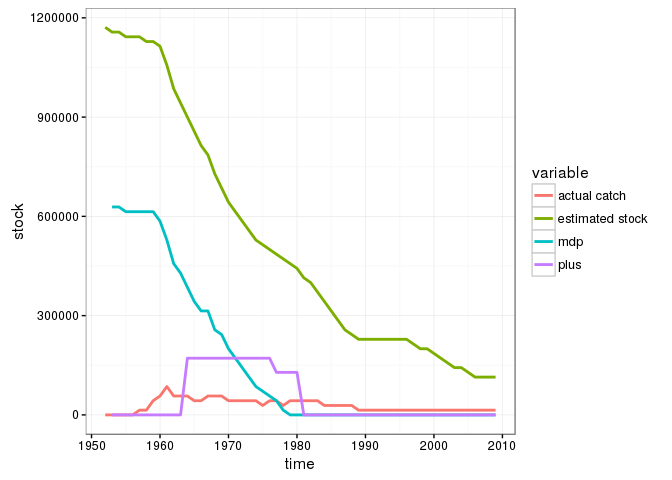 1200000
900000
600000
300000
0
stock
1950 1960 1970 1980 1990 2000 2010
time
variable
actual catch
estimated stock
mdp
plus